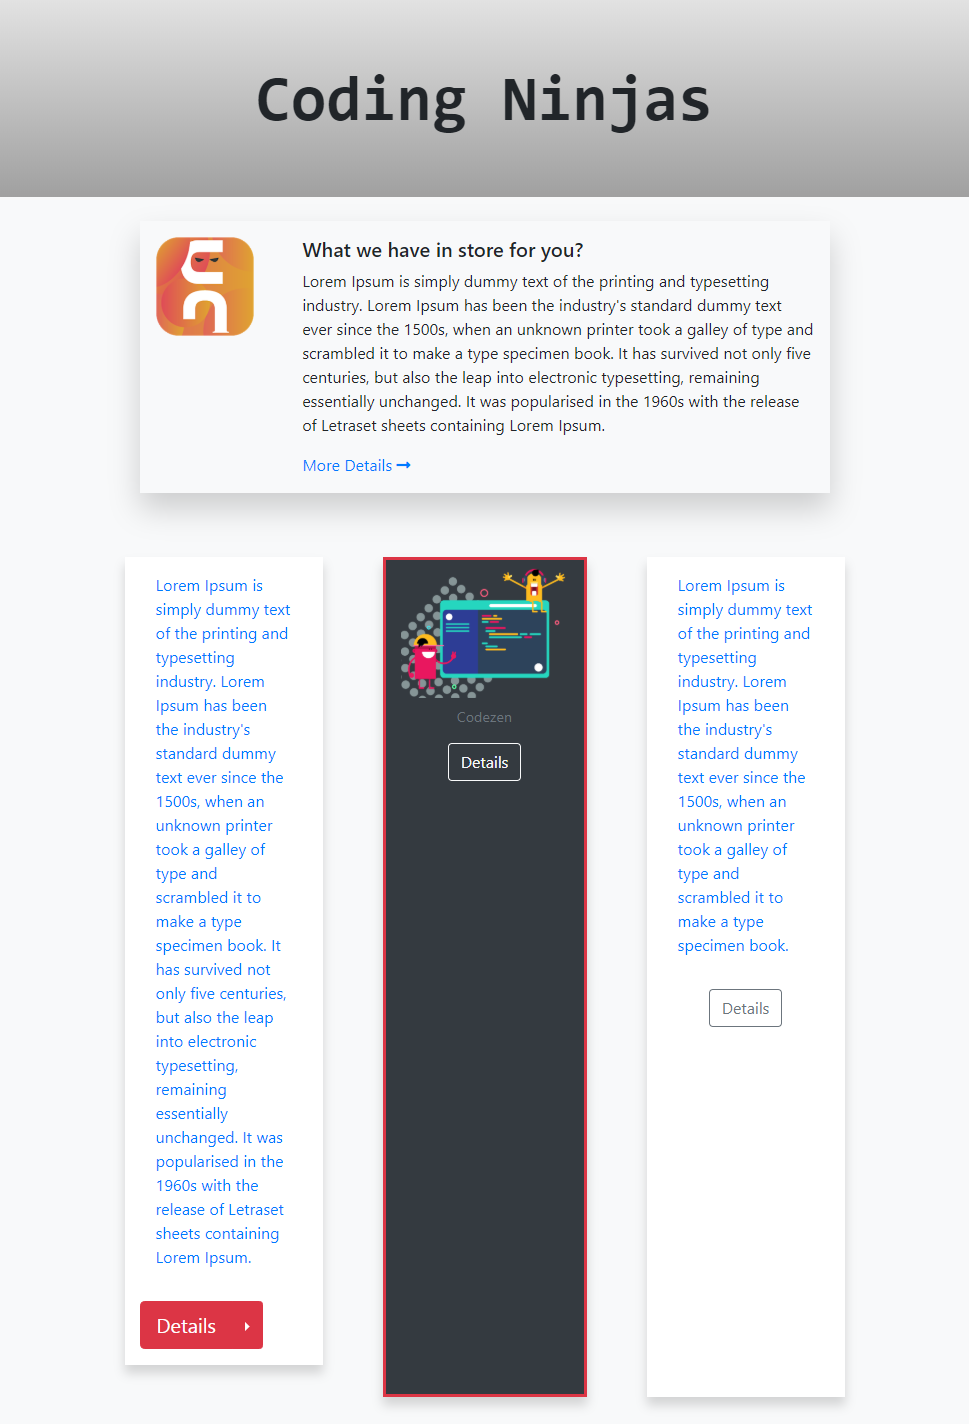 Coding Ninjas
What we have in store for you?
Lorem Ipsum is simply dummy text of the printing and typesetting
industry. Lorem Ipsum has been the industry's standard dummy text
ever since the 1500s, when an unknown printer took a galley of type and
scrambled it to make a type specimen book. It has survived not only five
centuries, but also the leap into electronic typesetting, remaining
essentially unchanged. It was popularised in the 1960s with the release
of Letraset sheets containing Lorem Ipsum.
More Details
Lorem Ipsum is
simply dummy text
of the printing and
typesetting
industry. Lorem
Ipsum has been
the industry's
standard dummy
text ever since the
1500s, when an
unknown printer
took a galley of
type and
scrambled it to
make a type
specimen book. It
has survived not
only five centuries,
but also the leap
into electronic
typesetting,
remaining
essentially
unchanged. It was
popularised in the
1960s with the
release of Letraset
sheets containing
Lorem Ipsum.
Details
Codezen
Details
Lorem Ipsum is
simply dummy text
of the printing and
typesetting
industry. Lorem
Ipsum has been
the industry's
standard dummy
text ever since the
1500s, when an
unknown printer
took a galley of
type and
scrambled it to
make a type
specimen book.
Details